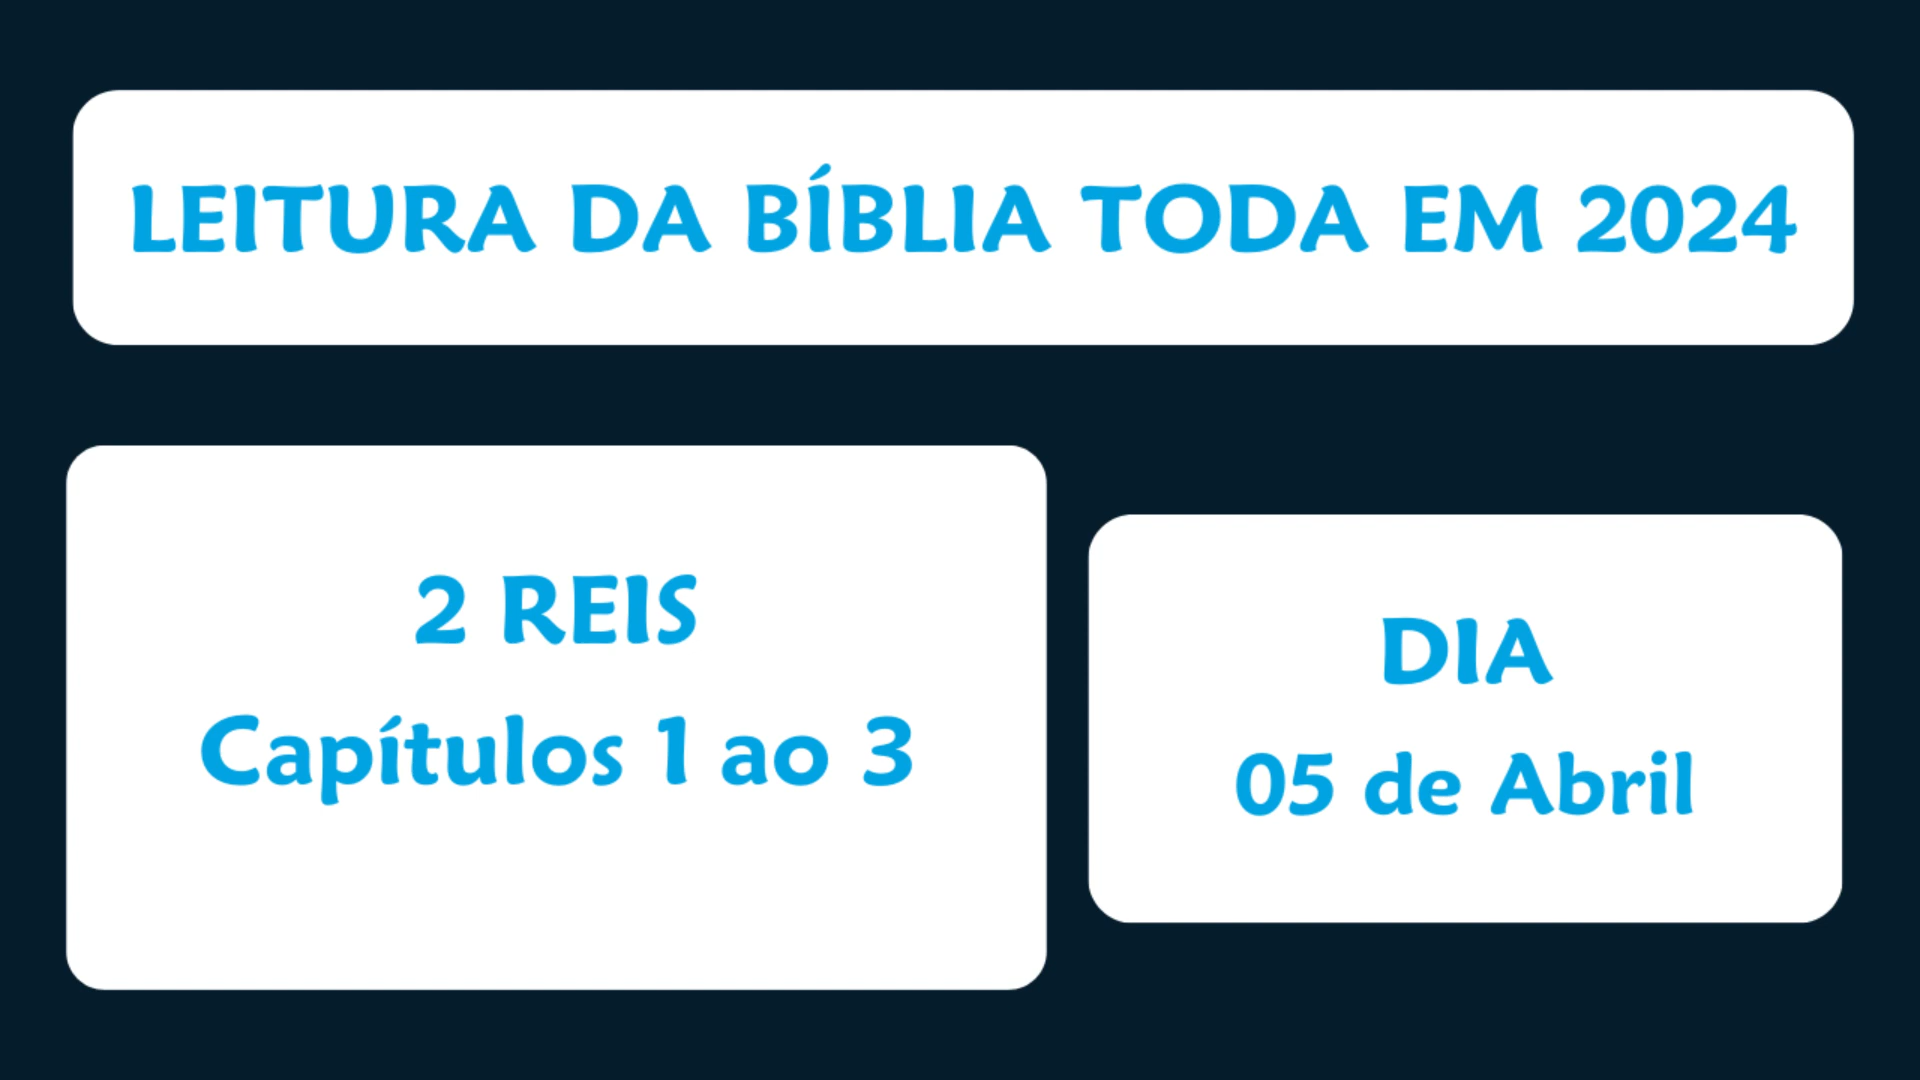 LEITURA DA BÍBLIA TODA EM 2024
2 REIS
Capítulos 1 ao 3
DIA
05 de Abril